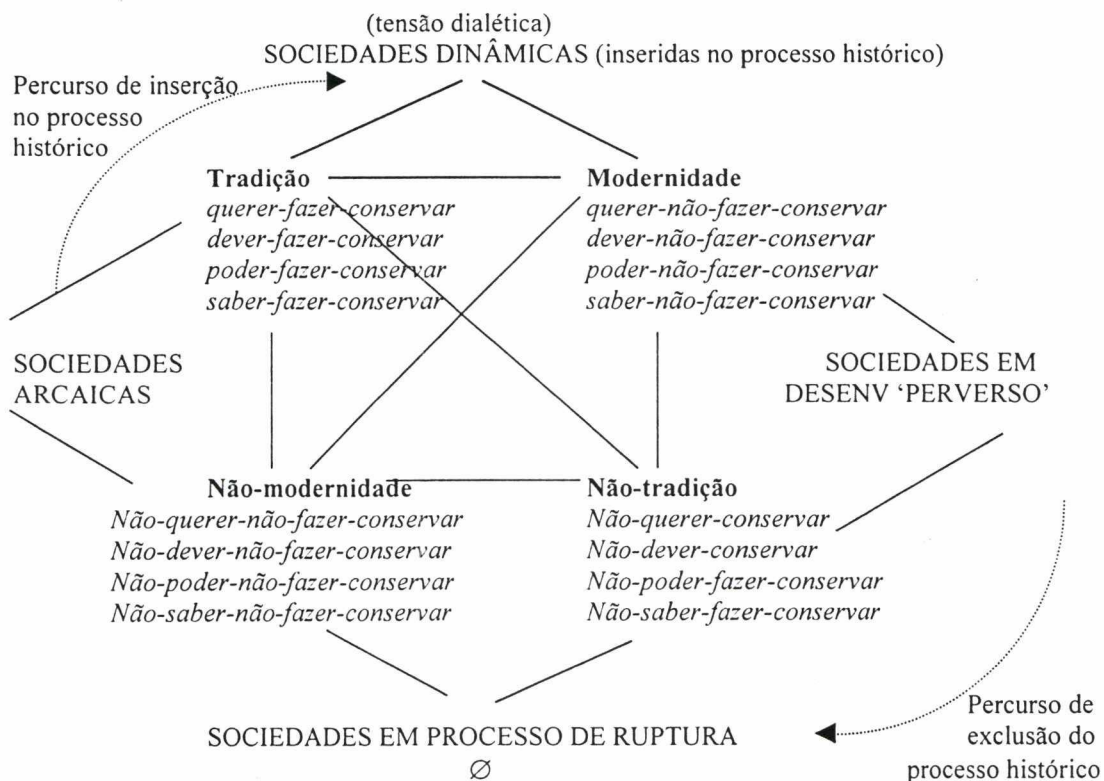 (tensão dialética)
SOCIEDADES DINÂMICAS (inseridas no processo histórico)
Percurso de inserção
no processo
histórico
Tradição
querer-fazer-conservar
dever-fazer-conservar
poder-fazer-conservar
saber-fazer-conservar
Modernidade
querer-não-fazer-conservar
dever-não-fazer-conservar
poder-não-fazer-conservar
saber-não-fazer-conservar
SOCIEDADES
ARCAICAS
SOCIEDADES EM
DESENV ‘PERVERSO’
Não-modernidade
Não-querer-não-fazer-conservar
Não-dever-não-fazer-conservar
Não-poder-não-fazer-conservar
Não-saber-não-fazer-conservar
Não-tradição
Não-querer-conservar
Não-dever-conservar
Não-poder-fazer-conservar
Não-saber-fazer-conservar
SOCIEDADES EM PROCESSO DE RUPTURA
∅
Percurso de
exclusão do
processo histórico